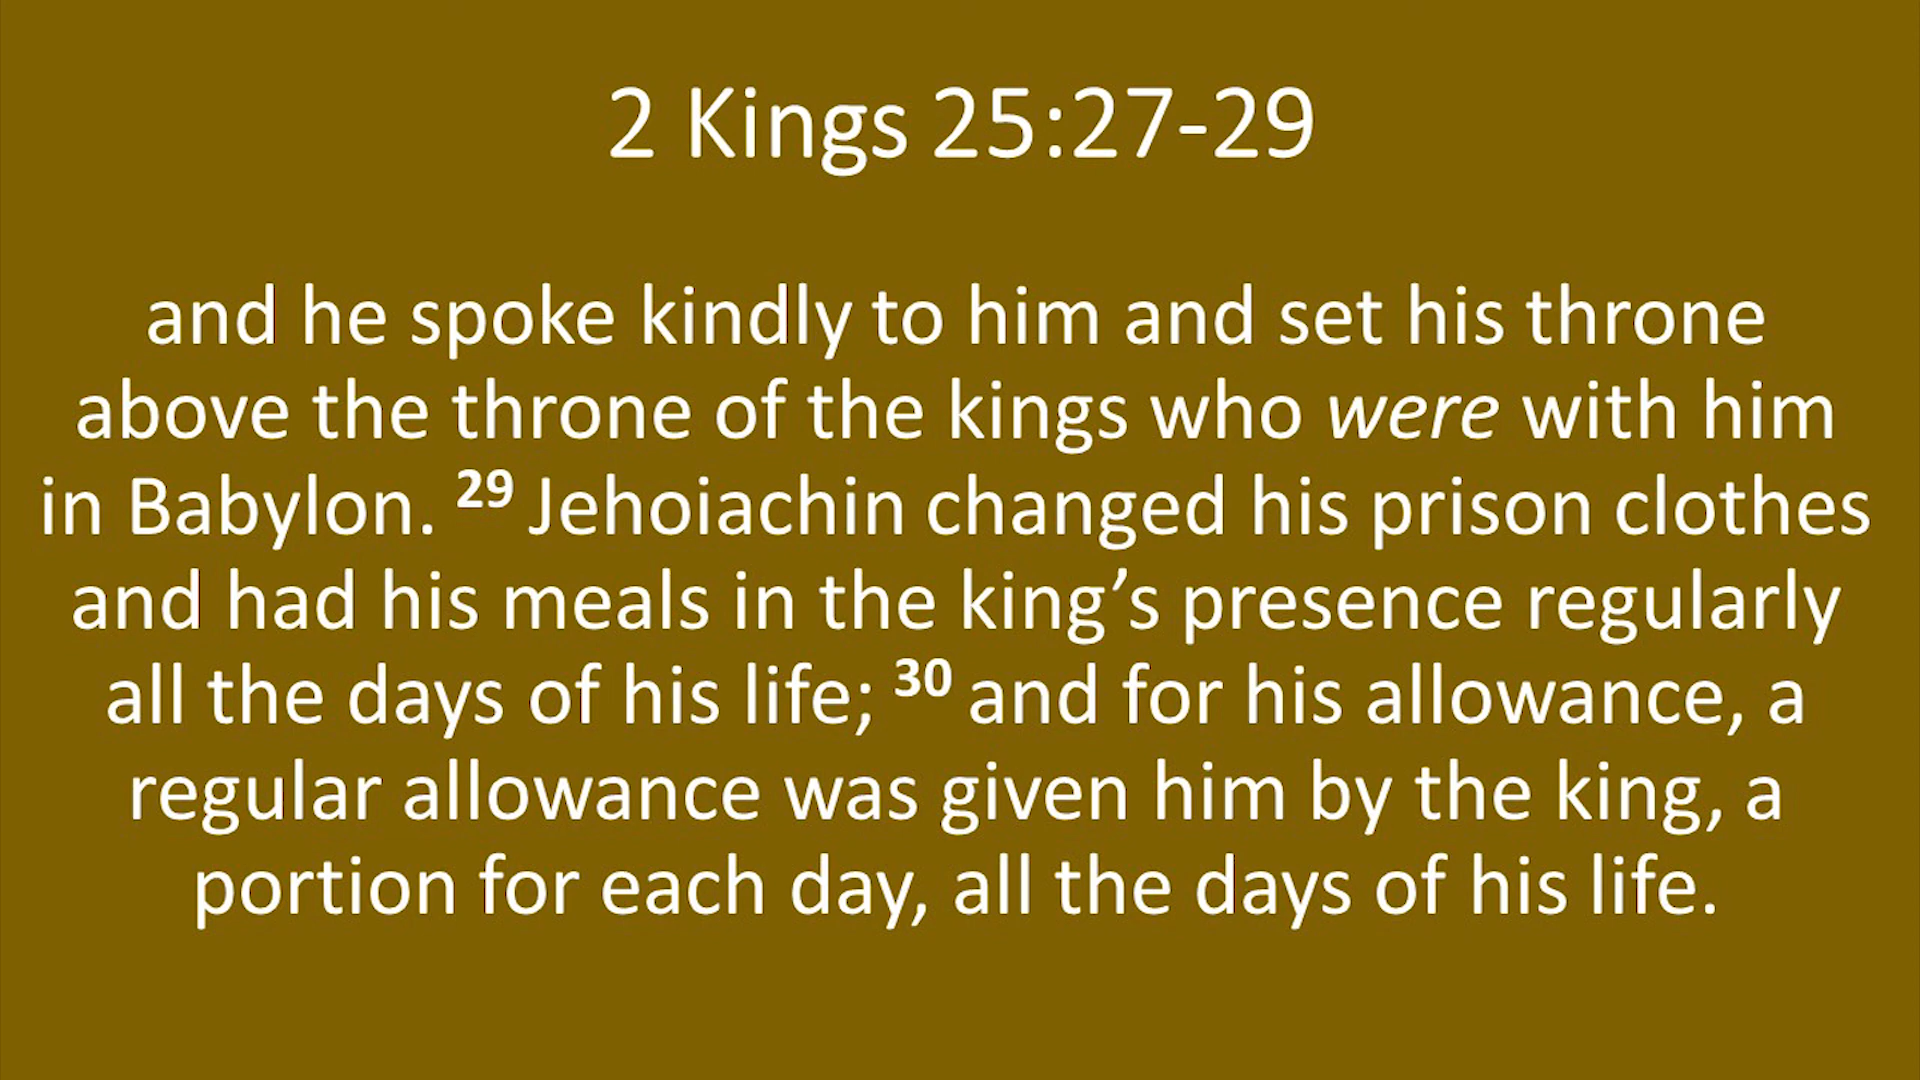 2 Kings 25:27-29
and he spoke kindly to him and set his throne
above the throne of the kings who were with him
in Babylon. 29 Jehoiachin changed his prison clothes
and had his meals in the king’s presence regularly
all the days of his life; 30 and for his allowance, a
regular allowance was given him by the king, a
portion for each day, all the days of his life.